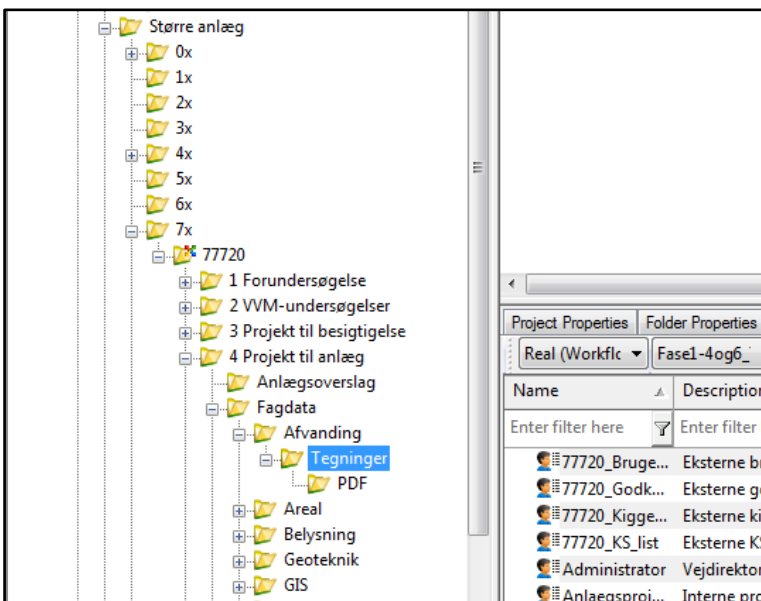 Større anlæg
0x
1x
2x
3x
4x
5x
6x
7x
77720
1 Forundersøgelse
2 VVM-undersøgelser
3 Projekt til besigtigelse
4 Projekt til anlæg
Anlægsoverslag
Fagdata
Afvanding
Tegninger
PDF
Areal
Belysning
Geoteknik
GIS
Project Properties Folder Properties
Real (Workflc Fase1-4og6_
Name Description
Enter filter here Enter filter
77720_Bruge... Eksterne br
77720_Godk... Eksterne go
77720_Kigge... Eksterne ki
77720_KS_list Eksterne KS
Administrator Vejdirektor
Anlaegsproj... Interne pro